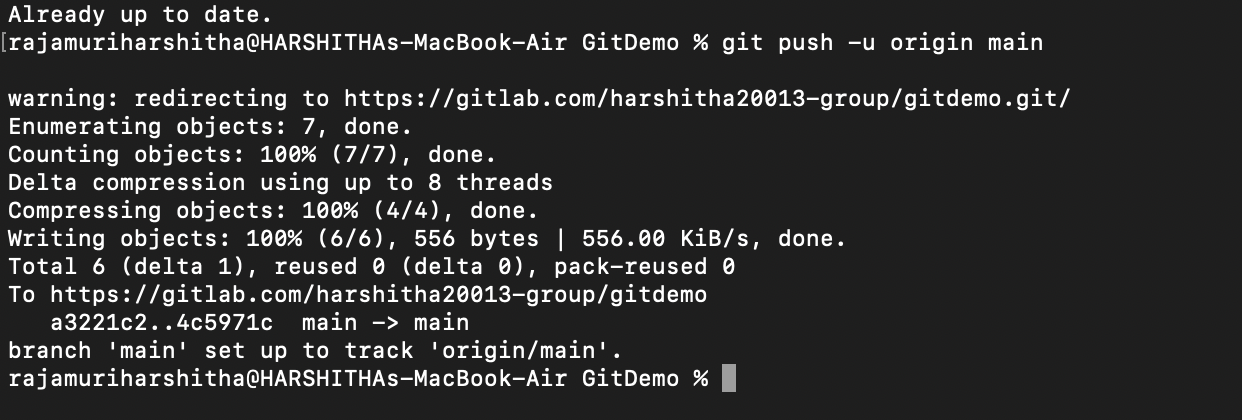 Already up to date.
[rajamuriharshitha@HARSHITHAs-MacBook-Air GitDemo % git push -u origin main
warning: redirecting to https://gitlab.com/harshitha20013-group/gitdemo.git/
Enumerating objects: 7, done.
Counting objects: 100% (7/7), done.
Delta compression using up to 8 threads
Compressing objects: 100% (4/4), done.
Writing objects: 100% (6/6), 556 bytes | 556.00 KiB/s, done.
Total 6 (delta 1), reused 0 (delta 0), pack-reused 0
To https://gitlab.com/harshitha20013-group/gitdemo
   a3221c2..4c5971c  main -> main
branch 'main' set up to track 'origin/main'.
rajamuriharshitha@HARSHITHAs-MacBook-Air GitDemo %